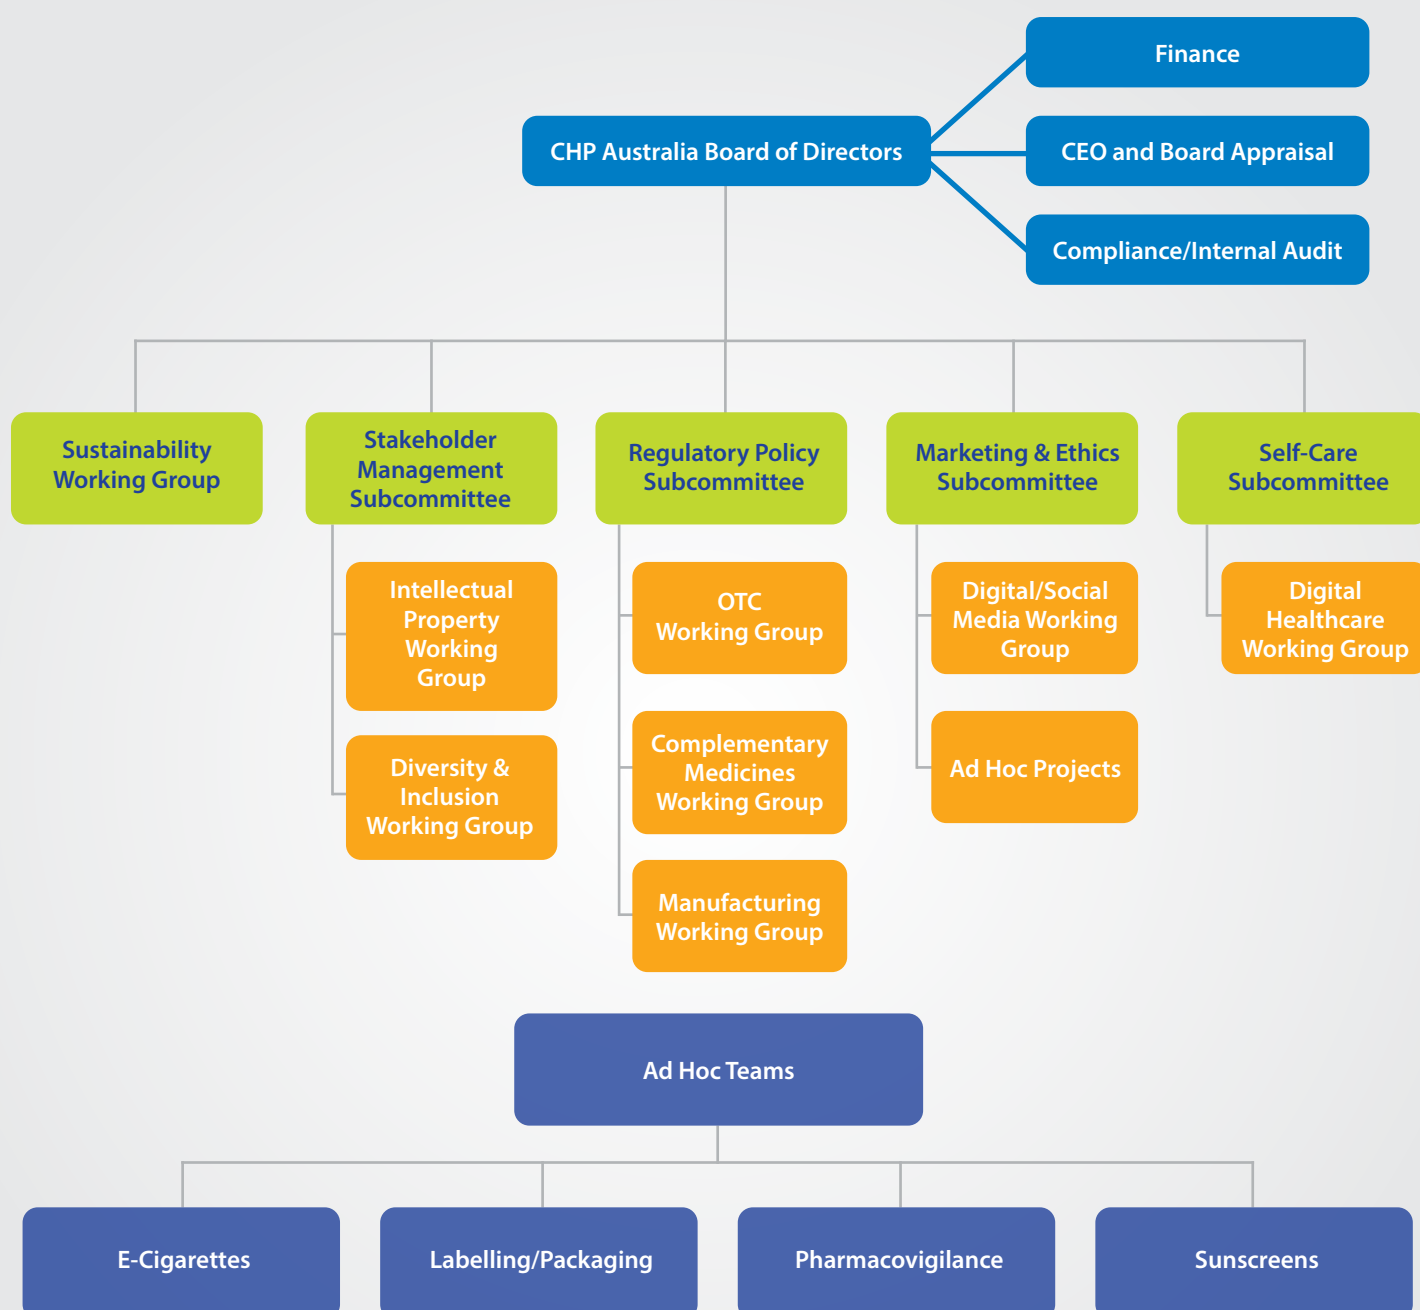 Finance
CHP Australia Board of Directors
CEO and Board Appraisal
Compliance/Internal Audit
Sustainability
Working Group
Stakeholder
Management
Subcommittee
Regulatory Policy
Subcommittee
Marketing & Ethics
Subcommittee
Self-Care
Subcommittee
Intellectual
Property
Working
Group
Diversity &
Inclusion
Working Group
OTC
Working Group
Complementary
Medicines
Working Group
Manufacturing
Working Group
Digital/Social
Media Working
Group
Ad Hoc Projects
Digital
Healthcare
Working Group
Ad Hoc Teams
E-Cigarettes
Labelling/Packaging
Pharmacovigilance
Sunscreens